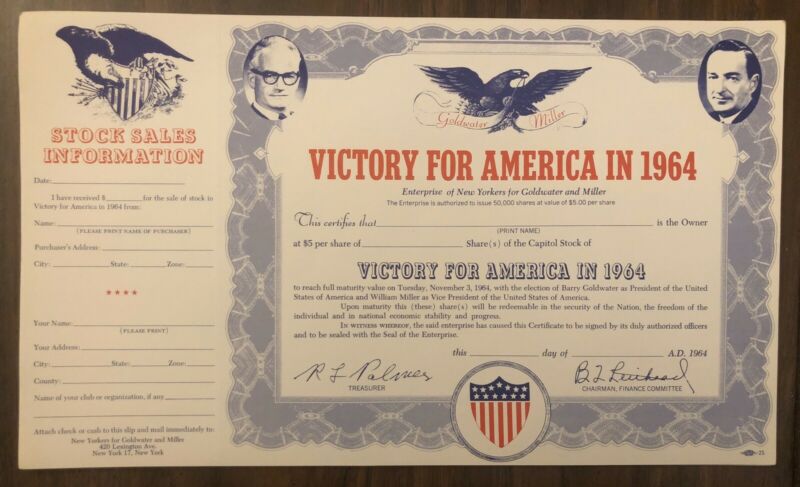 STOCK SALES
INFORMATION
Date:
I have received $ for the sale of stock in
Victory for America in 1964 from:
Name:
(PLEASE PRINT NAME OF PURCHASER)
Purchaser's Address:
City: State: Zone:
★★★★
Your Name:
(PLEASE PRINT)
Your Address:
City: State: Zone:
County:
Name of your club or organization, if any
Attach check or cash to this slip and mail immediately to:
New Yorkers for Goldwater and Miller
420 Lexington Ave.
New York 17, New York
Goldwater Miller
VICTORY FOR AMERICA IN 1964
Enterprise of New Yorkers for Goldwater and Miller
The Enterprise is authorized to issue 50,000 shares at value of $5.00 per share
This certifies that is the Owner
(PRINT NAME)
at $5 per share of Share(s) of the Capitol Stock of
VICTORY FOR AMERICA IN 1964
to reach full maturity value on Tuesday, November 3, 1964, with the election of Barry Goldwater as President of the United
States of America and William Miller as Vice President of the United States of America.
Upon maturity this (these) share(s) will be redeemable in the security of the Nation, the freedom of the
individual and in national economic stability and progress.
IN WITNESS WHEREOF, the said enterprise has caused this Certificate to be signed by its duly authorized officers
and to be sealed with the Seal of the Enterprise.
this day of A.D. 1964
R L Palmer
TREASURER
CHAIRMAN, FINANCE COMMITTEE
25